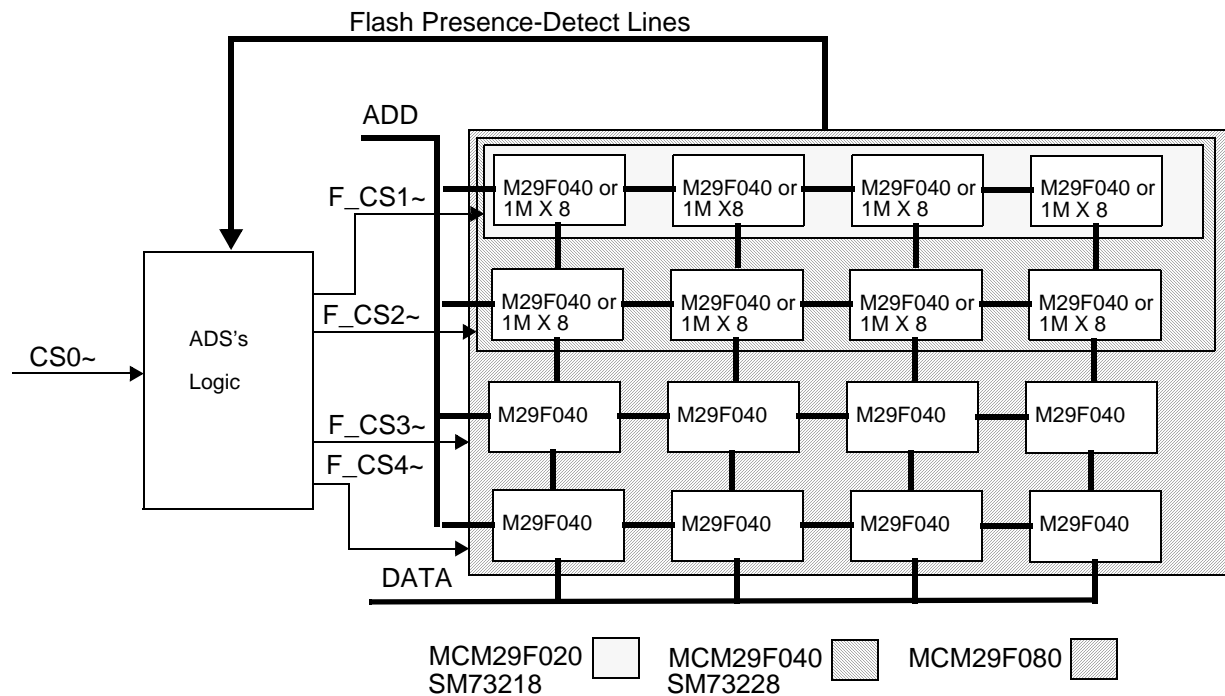 Flash Presence-Detect Lines
ADD
F_CS1~
M29F040 or
1M X 8
M29F040 or
1M X8
M29F040 or
1M X 8
M29F040 or
1M X 8
F_CS2~
M29F040 or
1M X 8
M29F040 or
1M X 8
M29F040 or
1M X 8
M29F040 or
1M X 8
CS0~
ADS's
Logic
F_CS3~
M29F040
M29F040
M29F040
M29F040
F_CS4~
M29F040
M29F040
M29F040
M29F040
DATA
MCM29F020
SM73218
MCM29F040
SM73228
MCM29F080